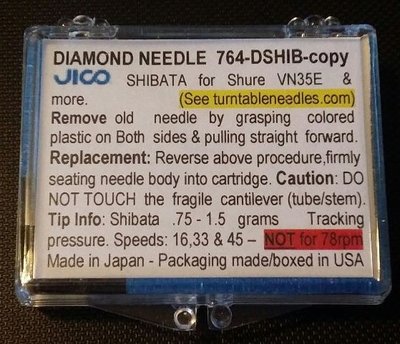 DIAMOND NEEDLE 764-DSHIB-copy
JICO SHIBATA for Shure VN35E &
more. (See turntableneedles.com)
Remove old needle by grasping colored
plastic on Both sides & pulling straight forward.
Replacement: Reverse above procedure,firmly
seating needle body into cartridge. Caution: DO
NOT TOUCH the fragile cantilever (tube/stem).
Tip Info: Shibata .75 - 1.5 grams Tracking
pressure. Speeds: 16,33 & 45 – NOT for 78rpm
Made in Japan - Packaging made/boxed in USA